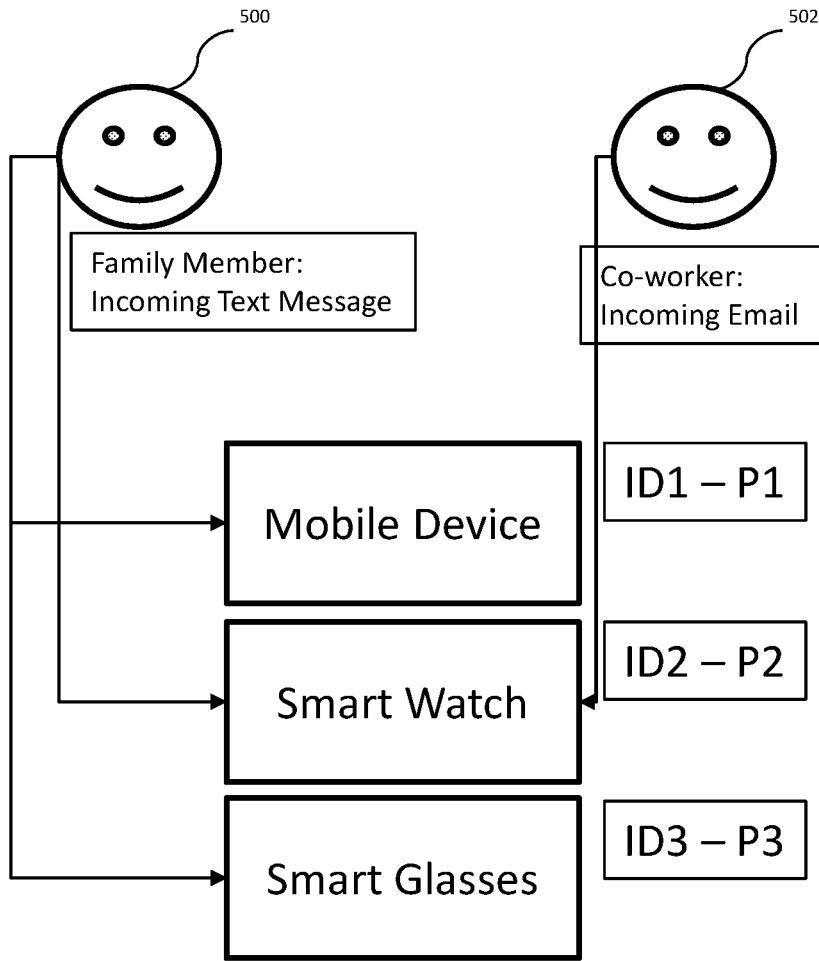 500
502
Family Member:
Incoming Text Message
Co-worker:
Incoming Email
Mobile Device
ID1 – P1
Smart Watch
ID2 – P2
Smart Glasses
ID3 – P3